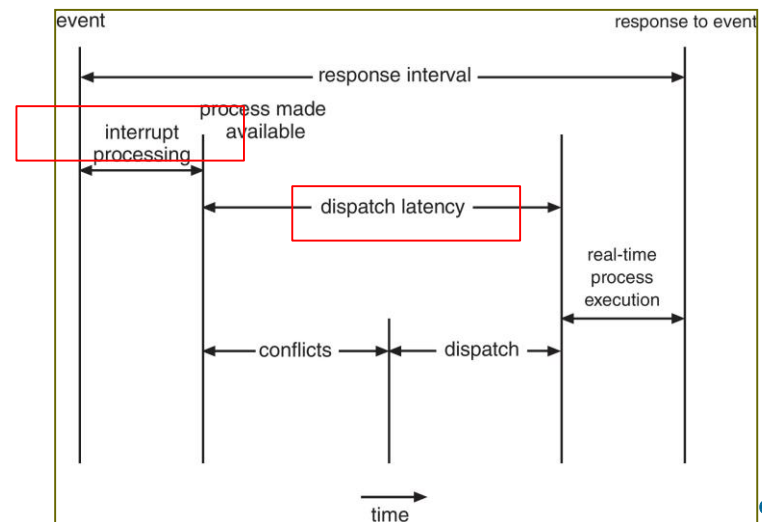 event
response to event
response interval
process made
available
interrupt
processing
dispatch latency
real-time
process
execution
conflicts
dispatch
time